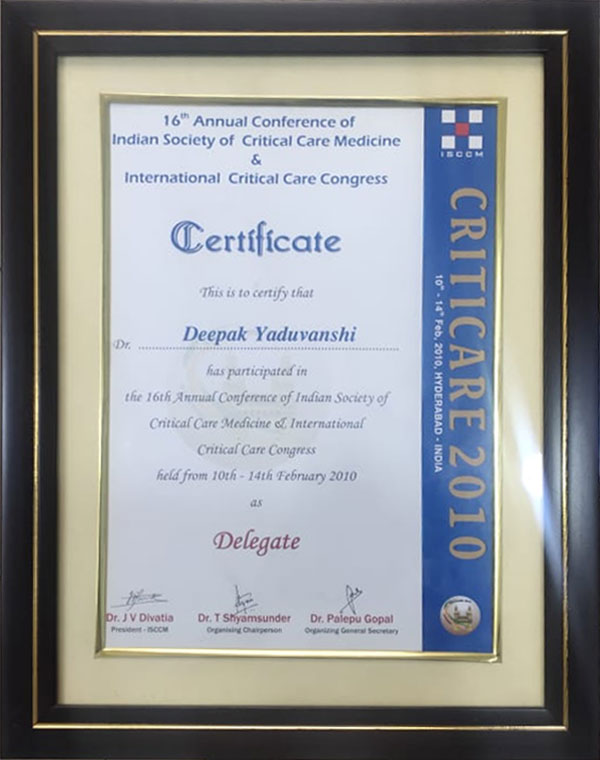 16th Annual Conference of
Indian Society of Critical Care Medicine
&
International Critical Care Congress
Certificate
This is to certify that
Dr. Deepak Yaduvanshi
has participated in
the 16th Annual Conference of Indian Society of
Critical Care Medicine & International
Critical Care Congress
held from 10th - 14th February 2010
as
Delegate
Dr. J V Divatia
President - ISCCM
Dr. T Shyamsunder
Organising Chairperson
Dr. Palepu Gopal
Organizing General Secretary
ISCCM
CRITICARE 2010
10th - 14th Feb, 2010, HYDERABAD - INDIA